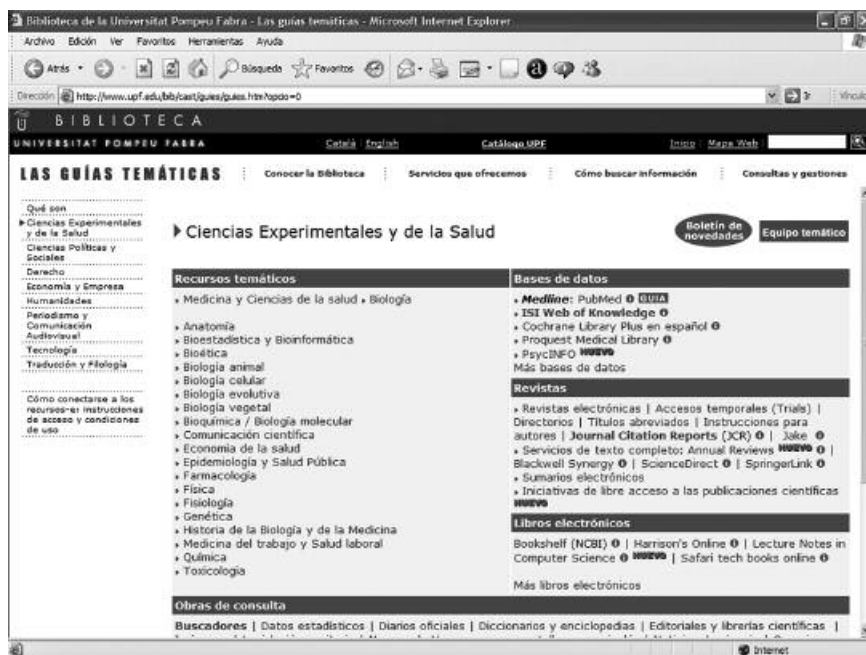 Biblioteca de la Universitat Pompeu Fabra - Las guías temáticas - Microsoft Internet Explorer
Archivo Edición Ver Favoritos Herramientas Ayuda
Atrás Búsqueda Favoritos
Dirección http://www.upf.edu/bib/cast/guies/guies.htm?opcio=0 Ir
BIBLIOTECA
UNIVERSITAT POMPEU FABRA Català | English Catálogo UPF Inicio | Mapa Web
LAS GUÍAS TEMÁTICAS Conocer la Biblioteca Servicios que ofrecemos Cómo buscar información Consultas y gestiones
Qué son
Ciencias Experimentales
y de la Salud
Ciencias Políticas y
Sociales
Derecho
Economía y Empresa
Humanidades
Periodismo y
Comunicación
Audiovisual
Tecnología
Traducción y Filología
Cómo conectarse a los
recursos-e: instrucciones
de acceso y condiciones
de uso
Ciencias Experimentales y de la Salud
Boletín de
novedades
Equipo temático
Recursos temáticos
Medicina y Ciencias de la salud Biología
Anatomía
Bioestadística y Bioinformática
Bioética
Biología animal
Biología celular
Biología evolutiva
Biología vegetal
Bioquímica / Biología molecular
Comunicación científica
Economia de la salud
Epidemiología y Salud Pública
Farmacología
Física
Fisiología
Genética
Historia de la Biología y de la Medicina
Medicina del trabajo y Salud laboral
Química
Toxicología
Bases de datos
Medline: PubMed GUIA
ISI Web of Knowledge
Cochrane Library Plus en español
Proquest Medical Library
PsycINFO NUEVO
Más bases de datos
Revistas
Revistas electrónicas | Accesos temporales (Trials) |
Directorios | Títulos abreviados | Instrucciones para
autores | Journal Citation Reports (JCR) | Jake
Servicios de texto completo: Annual Reviews NUEVO |
Blackwell Synergy | ScienceDirect | SpringerLink
Sumarios electrónicos
Iniciativas de libre acceso a las publicaciones científicas
NUEVO
Libros electrónicos
Bookshelf (NCBI) | Harrison's Online | Lecture Notes in
Computer Science NUEVO | Safari tech books online
Más libros electrónicos
Obras de consulta
Buscadores | Datos estadísticos | Diarios oficiales | Diccionarios y enciclopedias | Editoriales y librerías científicas |
Internet